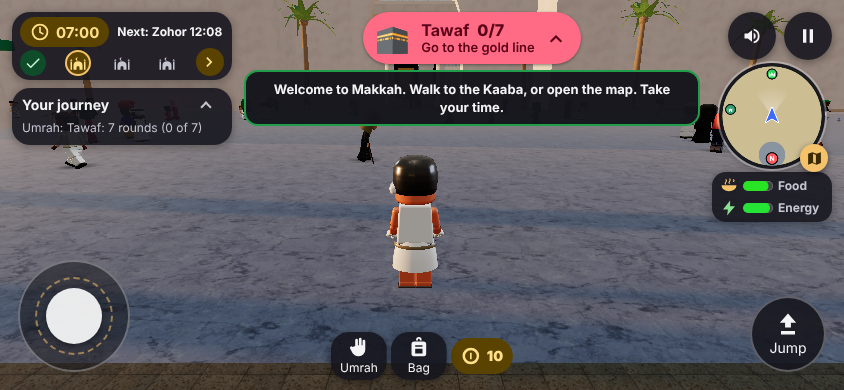 07:00 Next: Zohor 12:08
Your journey
Umrah: Tawaf: 7 rounds (0 of 7)
Tawaf 0/7
Go to the gold line
Welcome to Makkah. Walk to the Kaaba, or open the map. Take
your time.
N
Food
Energy
Umrah
Bag
10
Jump